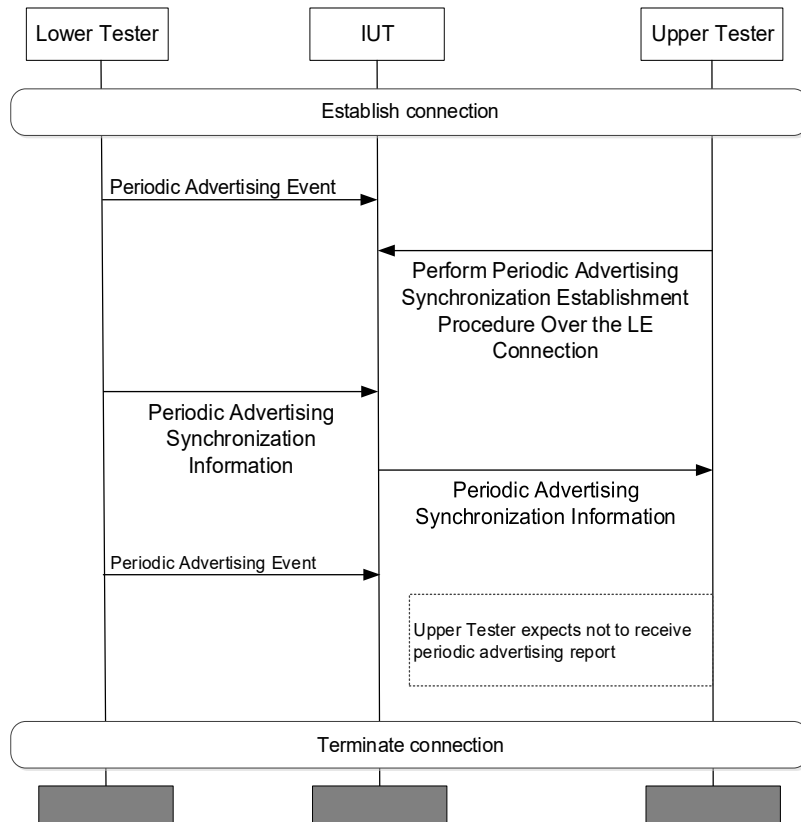 Lower Tester
IUT
Upper Tester
Establish connection
Periodic Advertising Event
Perform Periodic Advertising
Synchronization Establishment
Procedure Over the LE
Connection
Periodic Advertising
Synchronization
Information
Periodic Advertising
Synchronization Information
Periodic Advertising Event
Upper Tester expects not to receive
periodic advertising report
Terminate connection